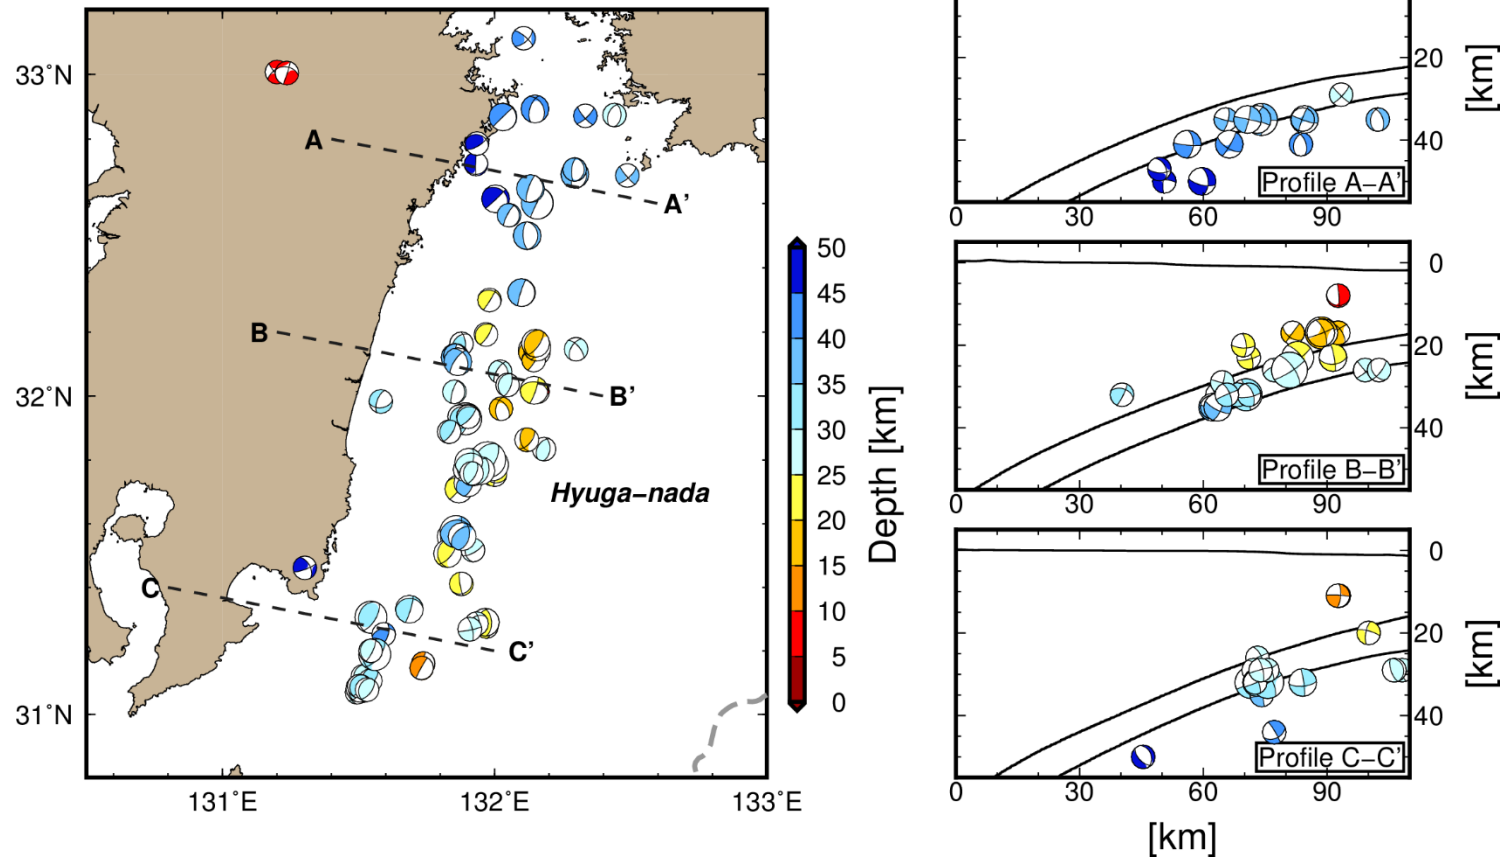 33°N
32°N
31°N
131°E
132°E
133°E
A
A'
B
B'
C
C'
Hyuga−nada
50
45
40
35
30
25
20
15
10
5
0
Depth [km]
20
40
[km]
Profile A−A'
0
30
60
90
0
20
40
[km]
Profile B−B'
0
30
60
90
0
20
40
[km]
Profile C−C'
0
30
60
90
[km]